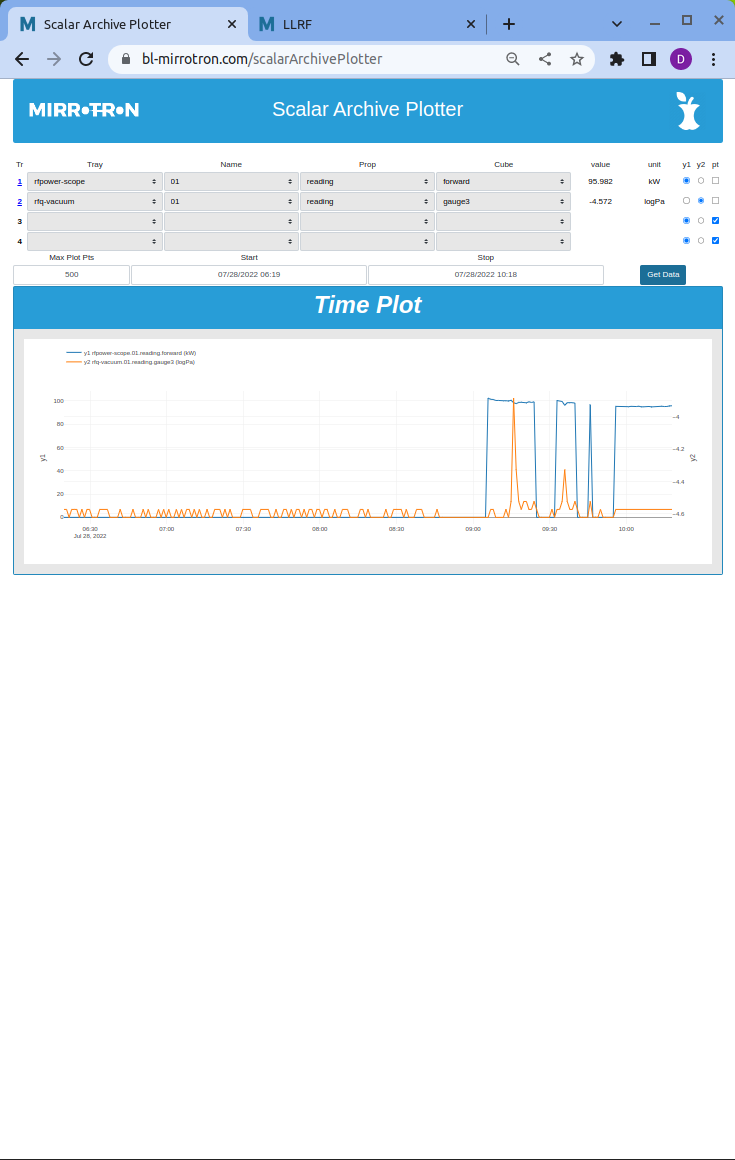 Scalar Archive Plotter LLRF
bl-mirrotron.com/scalarArchivePlotter D
MIRROTRON Scalar Archive Plotter
Tr Tray Name Prop Cube value unit y1 y2 pt
1 rfpower-scope 01 reading forward 95.982 kW
2 rfq-vacuum 01 reading gauge3 -4.572 logPa
3
4
Max Plot Pts Start Stop
500 07/28/2022 06:19 07/28/2022 10:18 Get Data
Time Plot
y1 rfpower-scope.01.reading.forward (kW)
y2 rfq-vacuum.01.reading.gauge3 (logPa)
100
−4
80
−4.2
60
y1
y2
40
−4.4
20
−4.6
0
06:30 07:00 07:30 08:00 08:30 09:00 09:30 10:00
Jul 28, 2022